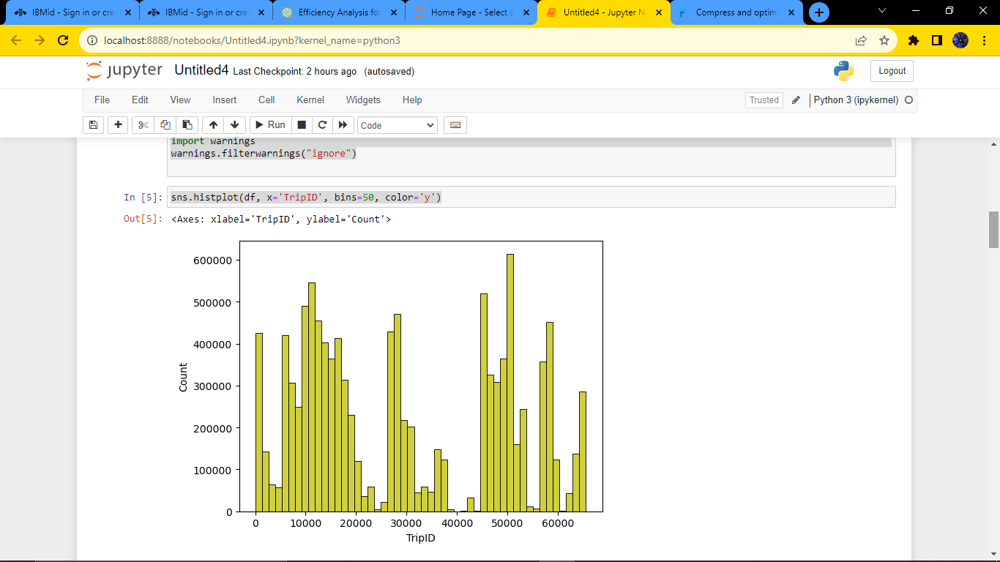 IBMid - Sign in or cre
IBMid - Sign in or cre
Efficiency Analysis for
Home Page - Select o
Untitled4 - Jupyter N
Compress and optim
localhost:8888/notebooks/Untitled4.ipynb?kernel_name=python3
jupyter Untitled4 Last Checkpoint: 2 hours ago (autosaved)
Logout
File Edit View Insert Cell Kernel Widgets Help
Trusted
Python 3 (ipykernel)
Run
Code
import warnings
warnings.filterwarnings("ignore")
In [5]: sns.histplot(df, x='TripID', bins=50, color='y')
Out[5]: <Axes: xlabel='TripID', ylabel='Count'>
600000
500000
400000
300000
200000
100000
0
Count
0 10000 20000 30000 40000 50000 60000
TripID